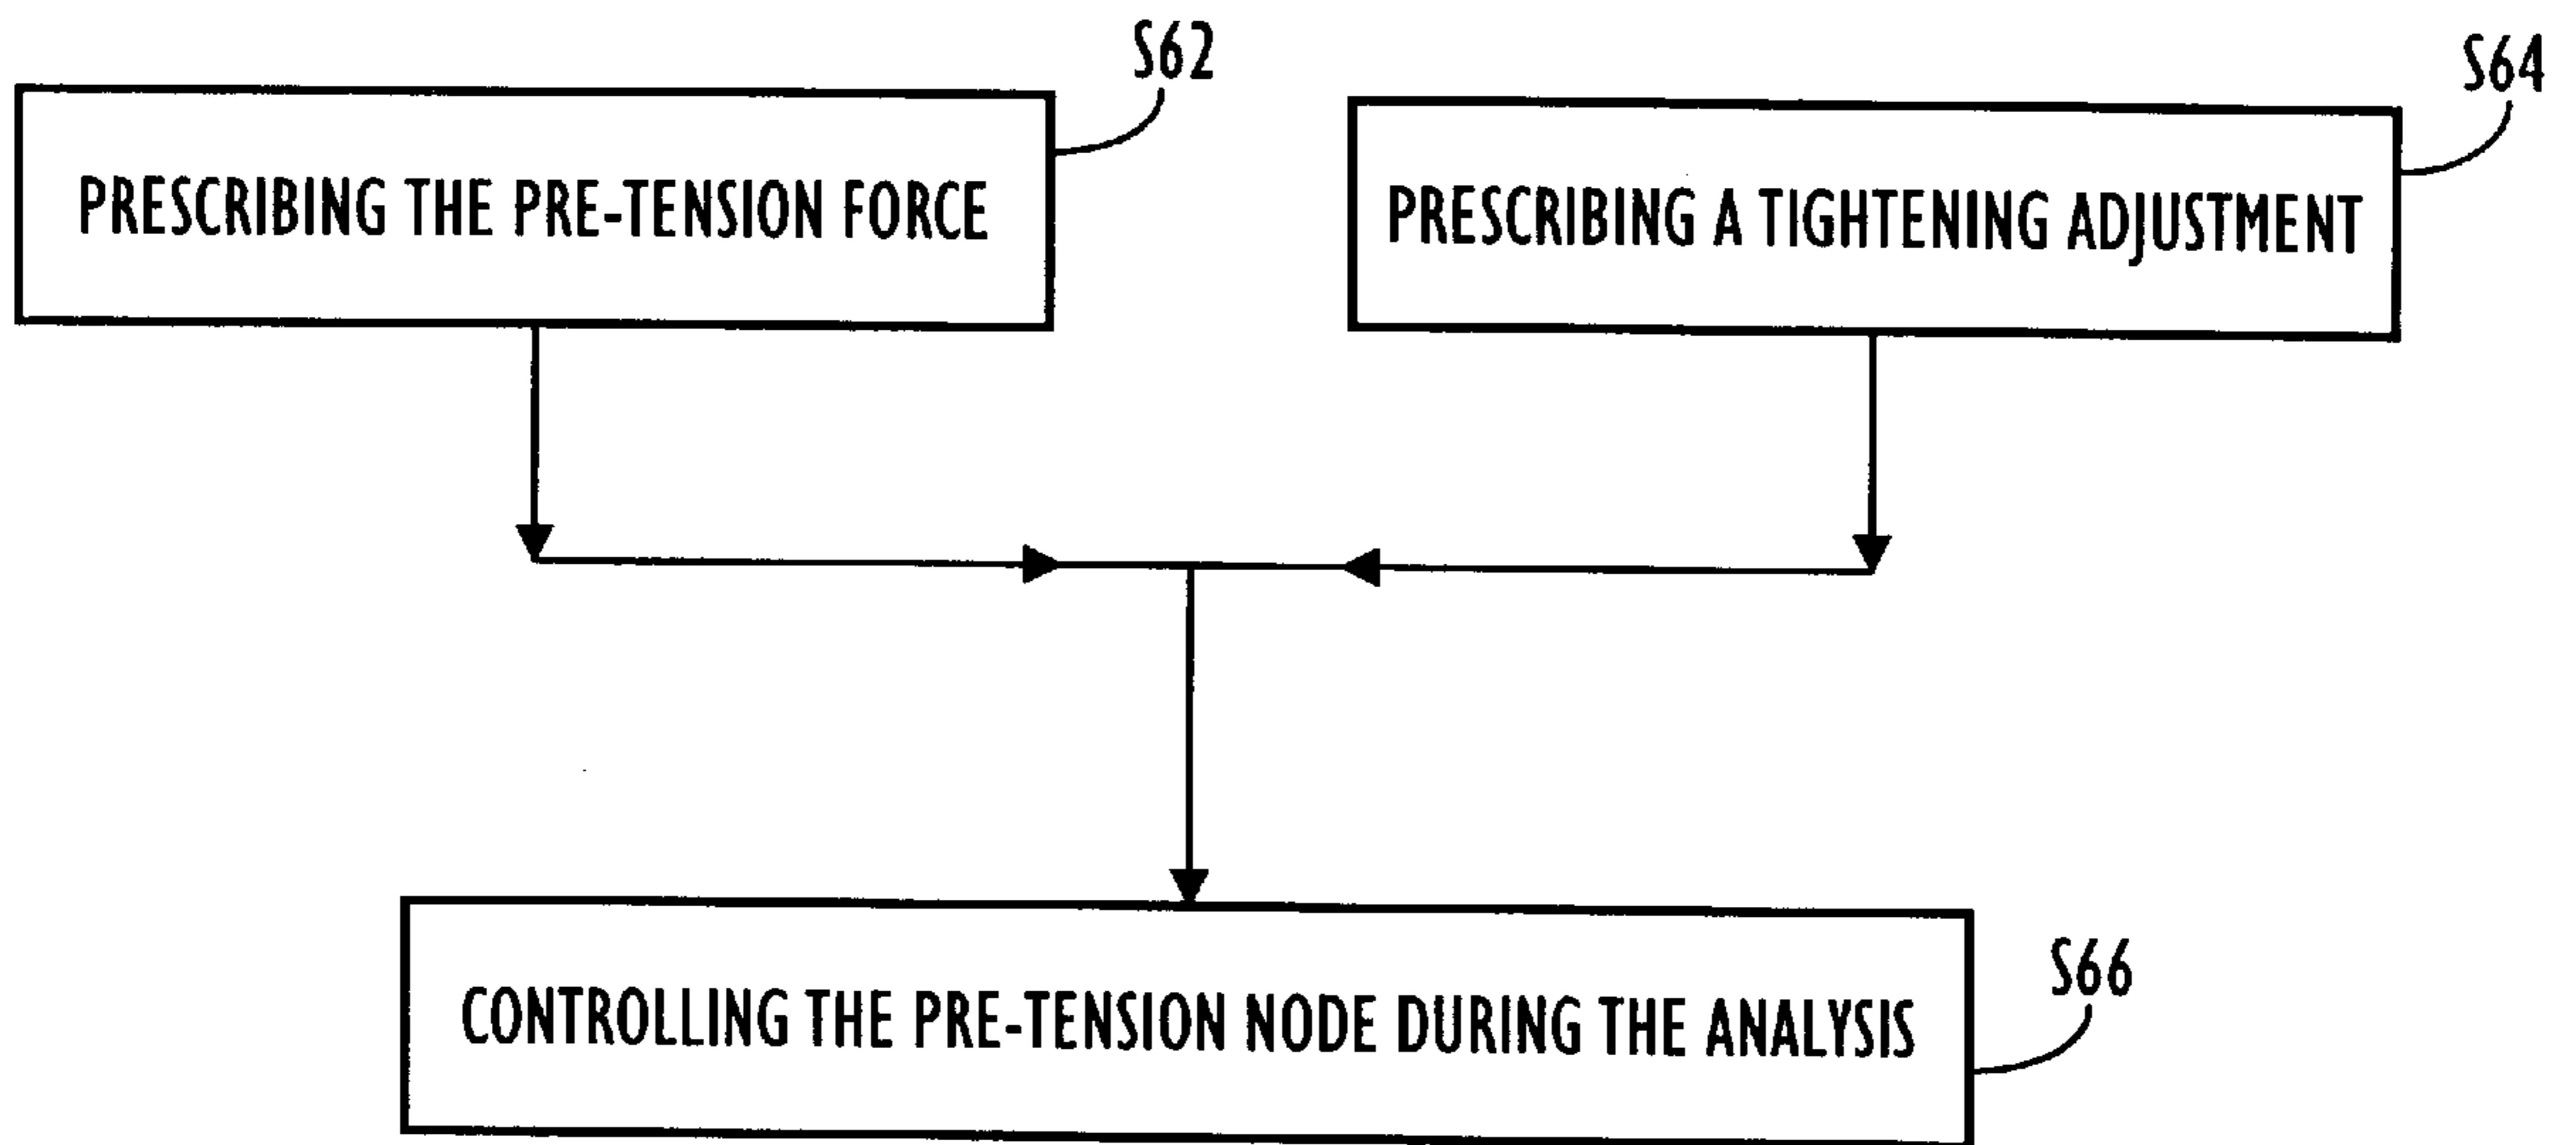 S62
S64
PRESCRIBING THE PRE-TENSION FORCE
PRESCRIBING A TIGHTENING ADJUSTMENT
S66
CONTROLLING THE PRE-TENSION NODE DURING THE ANALYSIS